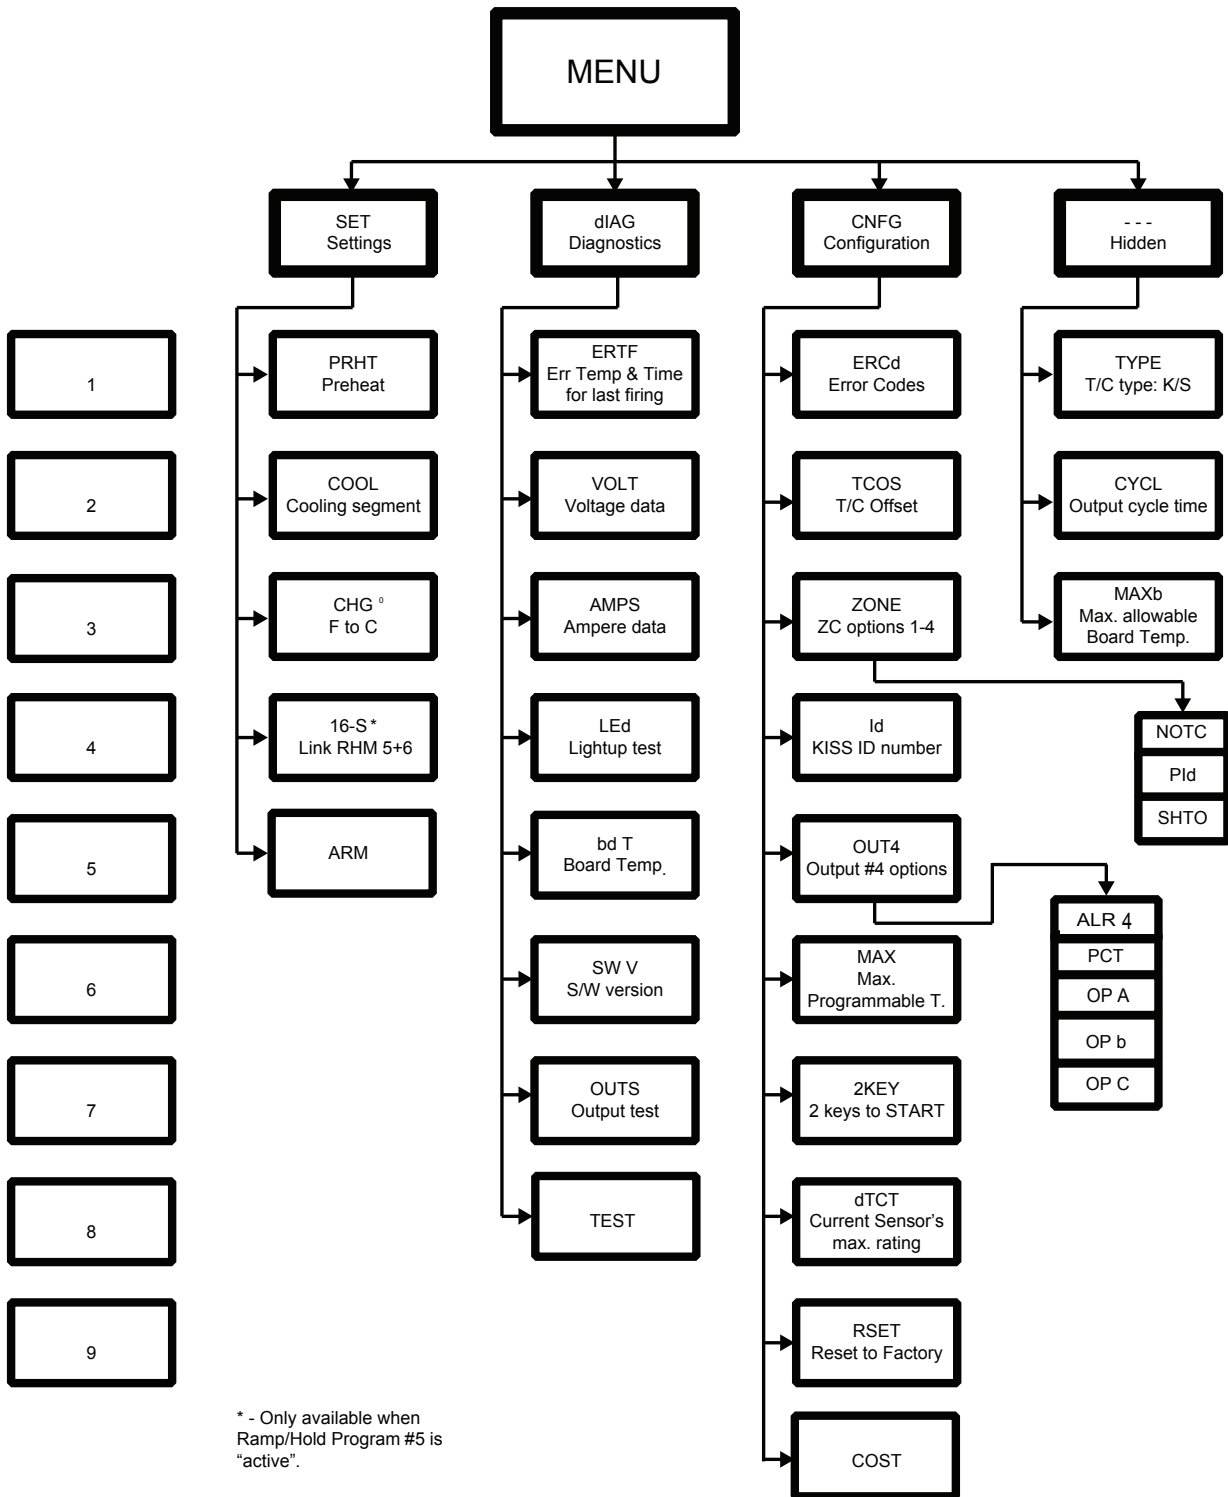 MENU
SET
Settings
dIAG
Diagnostics
CNFG
Configuration
- - -
Hidden
1
PRHT
Preheat
ERTF
Err Temp & Time
for last firing
ERCd
Error Codes
TYPE
T/C type: K/S
2
COOL
Cooling segment
VOLT
Voltage data
TCOS
T/C Offset
CYCL
Output cycle time
3
CHG °
F to C
AMPS
Ampere data
ZONE
ZC options 1-4
MAXb
Max. allowable
Board Temp.
4
16-S *
Link RHM 5+6
LEd
Lightup test
Id
KISS ID number
NOTC
PId
SHTO
5
ARM
bd T
Board Temp.
OUT4
Output #4 options
ALR 4
PCT
OP A
OP b
OP C
6
SW V
S/W version
MAX
Max.
Programmable T.
7
OUTS
Output test
2KEY
2 keys to START
8
TEST
dTCT
Current Sensor’s
max. rating
9
RSET
Reset to Factory
* - Only available when
Ramp/Hold Program #5 is
“active”.
COST